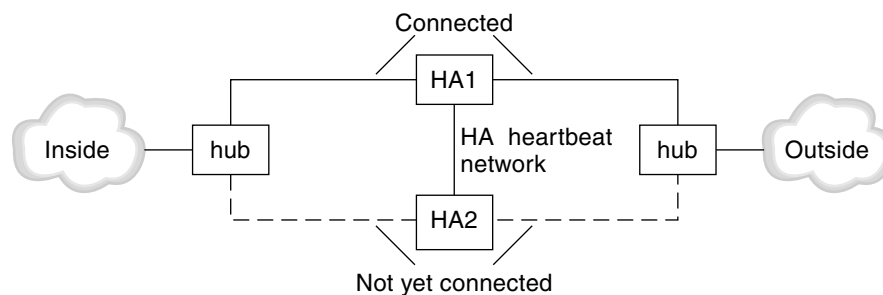 Connected
HA1
Inside
hub
HA heartbeat
network
hub
Outside
HA2
Not yet connected